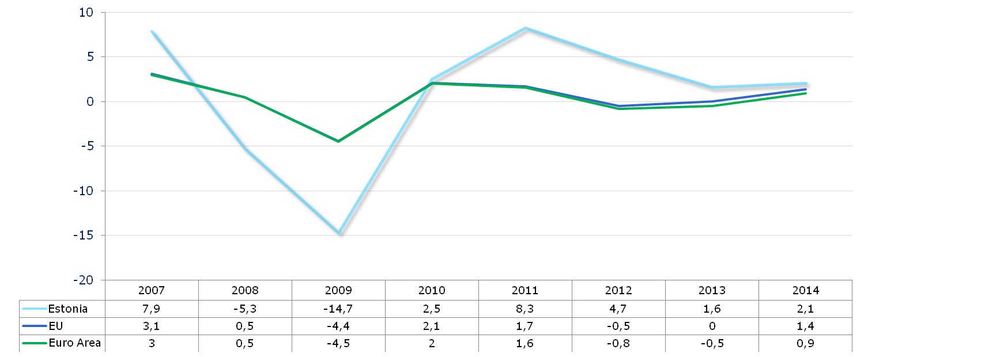 10
5
0
-5
-10
-15
-20
2007 2008 2009 2010 2011 2012 2013 2014
Estonia 7,9 -5,3 -14,7 2,5 8,3 4,7 1,6 2,1
EU 3,1 0,5 -4,4 2,1 1,7 -0,5 0 1,4
Euro Area 3 0,5 -4,5 2 1,6 -0,8 -0,5 0,9